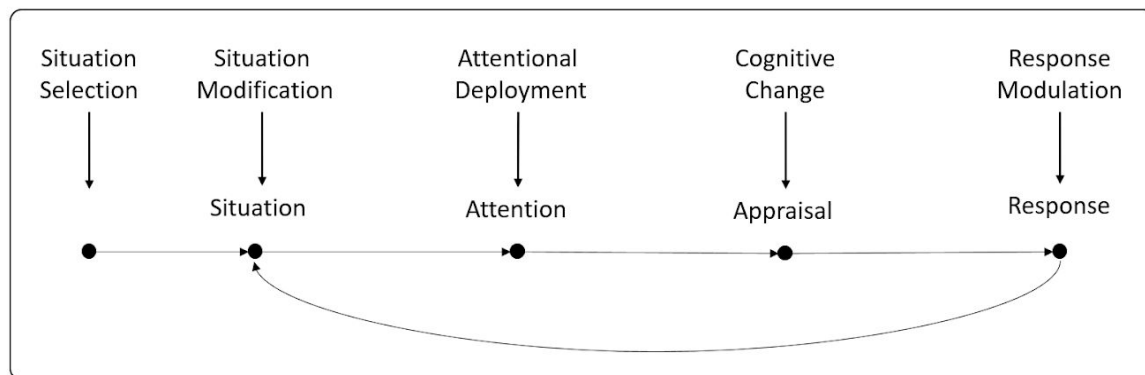 Situation
Selection
Situation
Modification
Attentional
Deployment
Cognitive
Change
Response
Modulation
Situation
Attention
Appraisal
Response